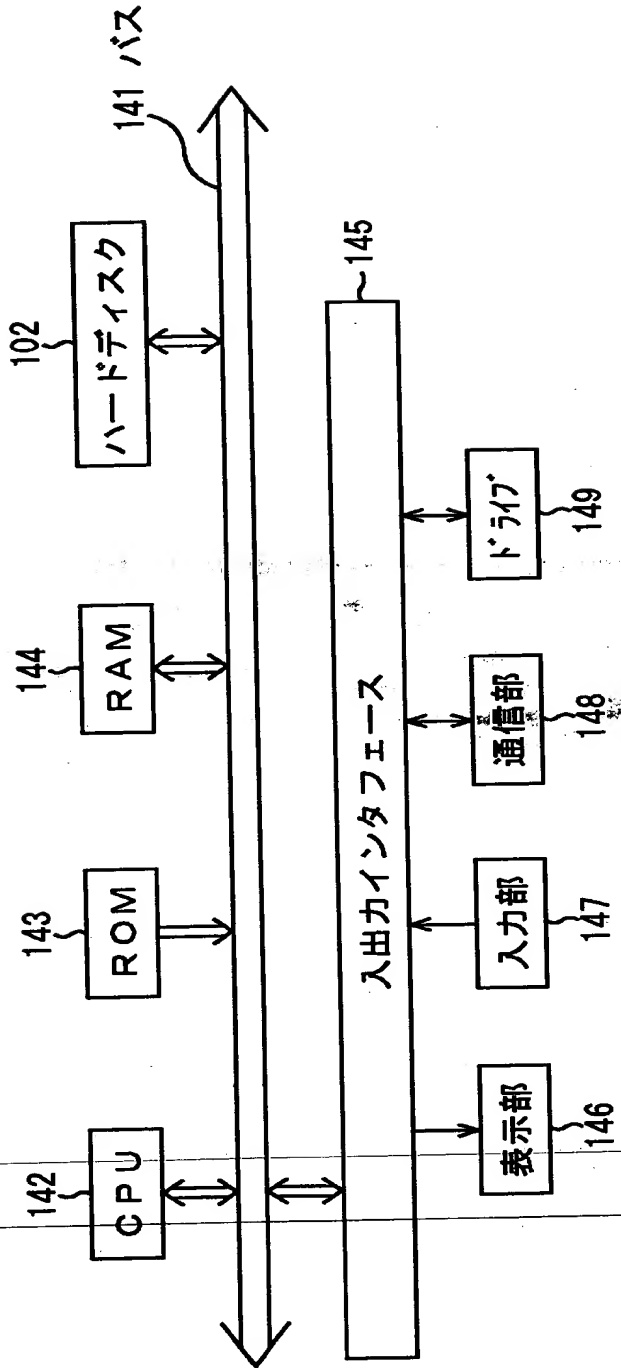 142
CPU
143
ROM
144
RAM
102
ハードディスク
141 バス
入出力インタフェース
145
表示部
146
入力部
147
通信部
148
ドライブ
149